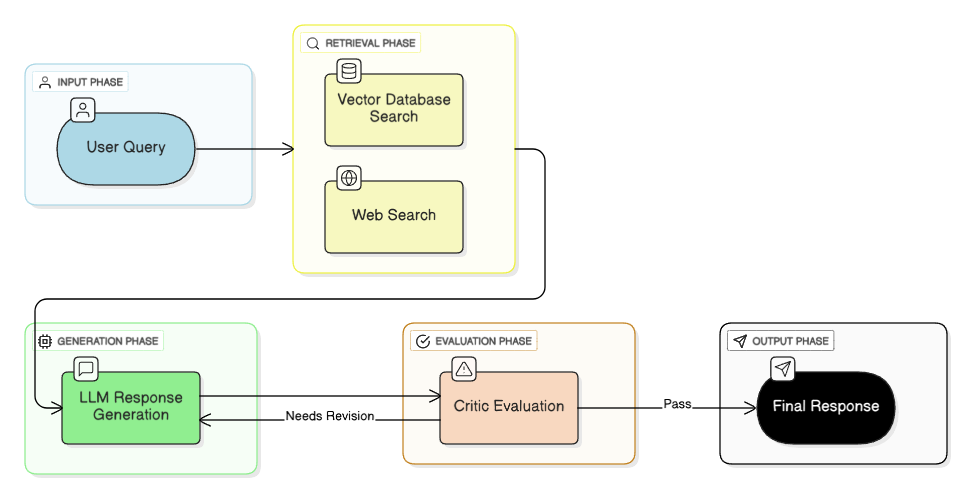 INPUT PHASE
User Query
RETRIEVAL PHASE
Vector Database
Search
Web Search
GENERATION PHASE
LLM Response
Generation
Needs Revision
EVALUATION PHASE
Critic Evaluation
Pass
OUTPUT PHASE
Final Response